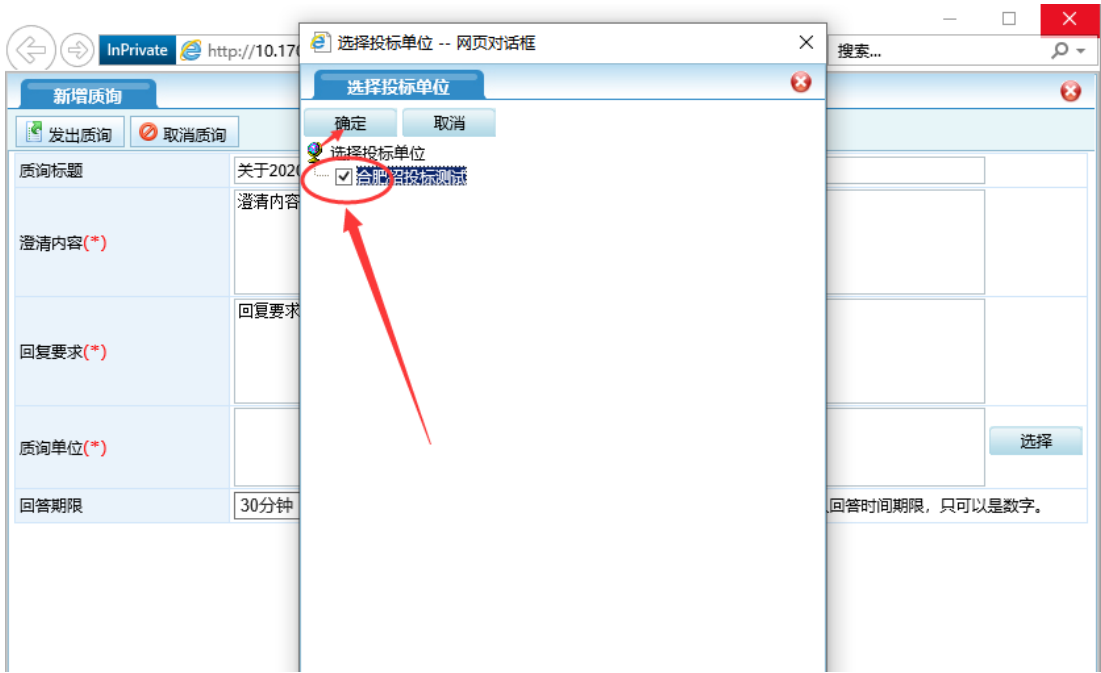 选择投标单位 -- 网页对话框
InPrivate
http://10.170
搜索...
选择投标单位
新增质询
确定
取消
发出质询
取消质询
选择投标单位
合肥招投标测试
质询标题
关于202
澄清内容(*)
澄清内容
回复要求(*)
回复要求
质询单位(*)
选择
回答期限
30分钟
回答时间期限，只可以是数字。